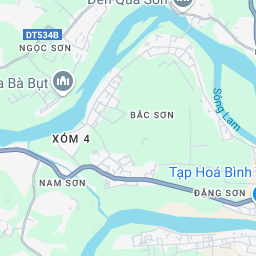 Đền Quả Sơn
DT534B
NGỌC SƠN
a Bà Bụt
Sông Lam
BẮC SƠN
XÓM 4
Tạp Hoá Bình
NAM SƠN
ĐẶNG SƠN